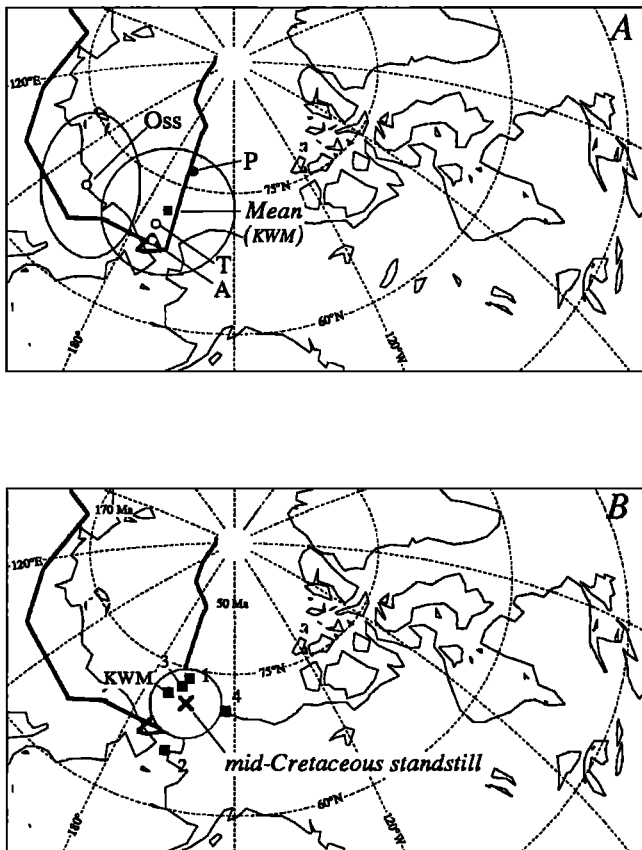 A
120°E
Oss
P
75°N
Mean
(KWM)
T
A
60°N
180°
120°W
B
170 Ma
120°E
50 Ma
75°N
3
1
KWM
4
2
mid-Cretaceous standstill
60°N
180°
120°W